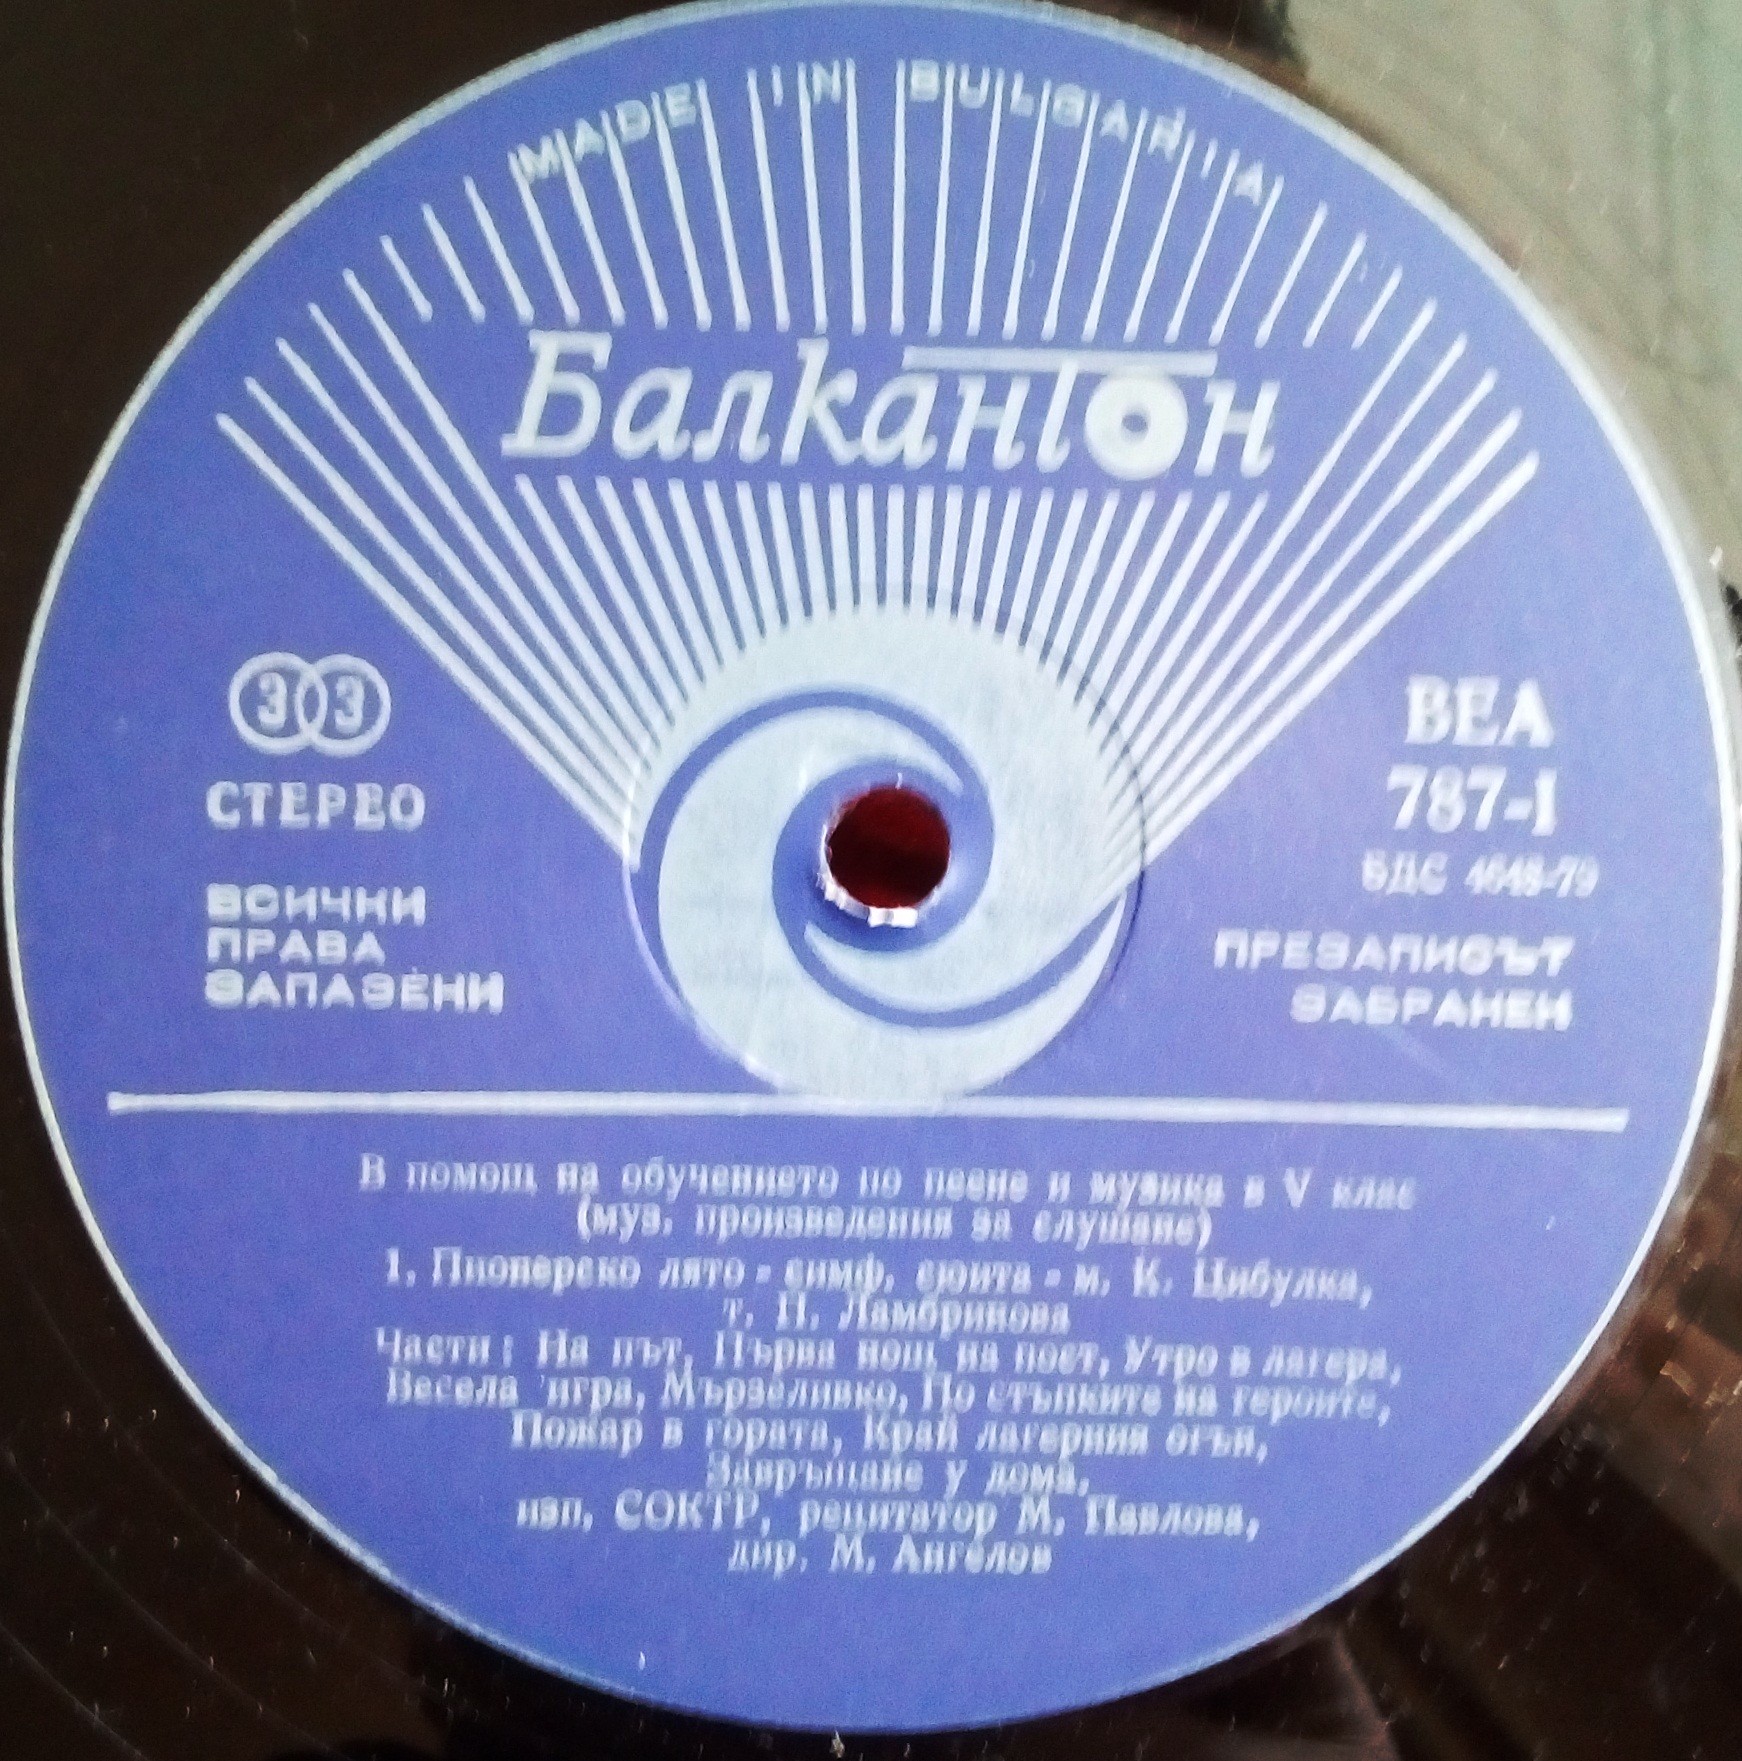 MADE IN BULGARIA
Балкантон
33
СТЕРЕО
ВСИЧКИ
ПРАВА
ЗАПАЗЕНИ
ВЕА
787-1
БДС 4048-79
ПРЕЗАПИСЪТ
ЗАБРАНЕН
В помощ на обучението по пеене и музика в V клас
(муз. произведения за слушане)
1. Пионерско лято - симф. сюита - м. К. Цибулка,
т. П. Ламбринова
Части: На път, Първа нощ на пост, Утро в лагера,
Весела игра, Мързеливко, По стъпките на героите,
Пожар в гората, Край лагерния огън,
Завръщане у дома.
изп. СОКТР, рецитатор М. Павлова,
дир. М. Ангелов